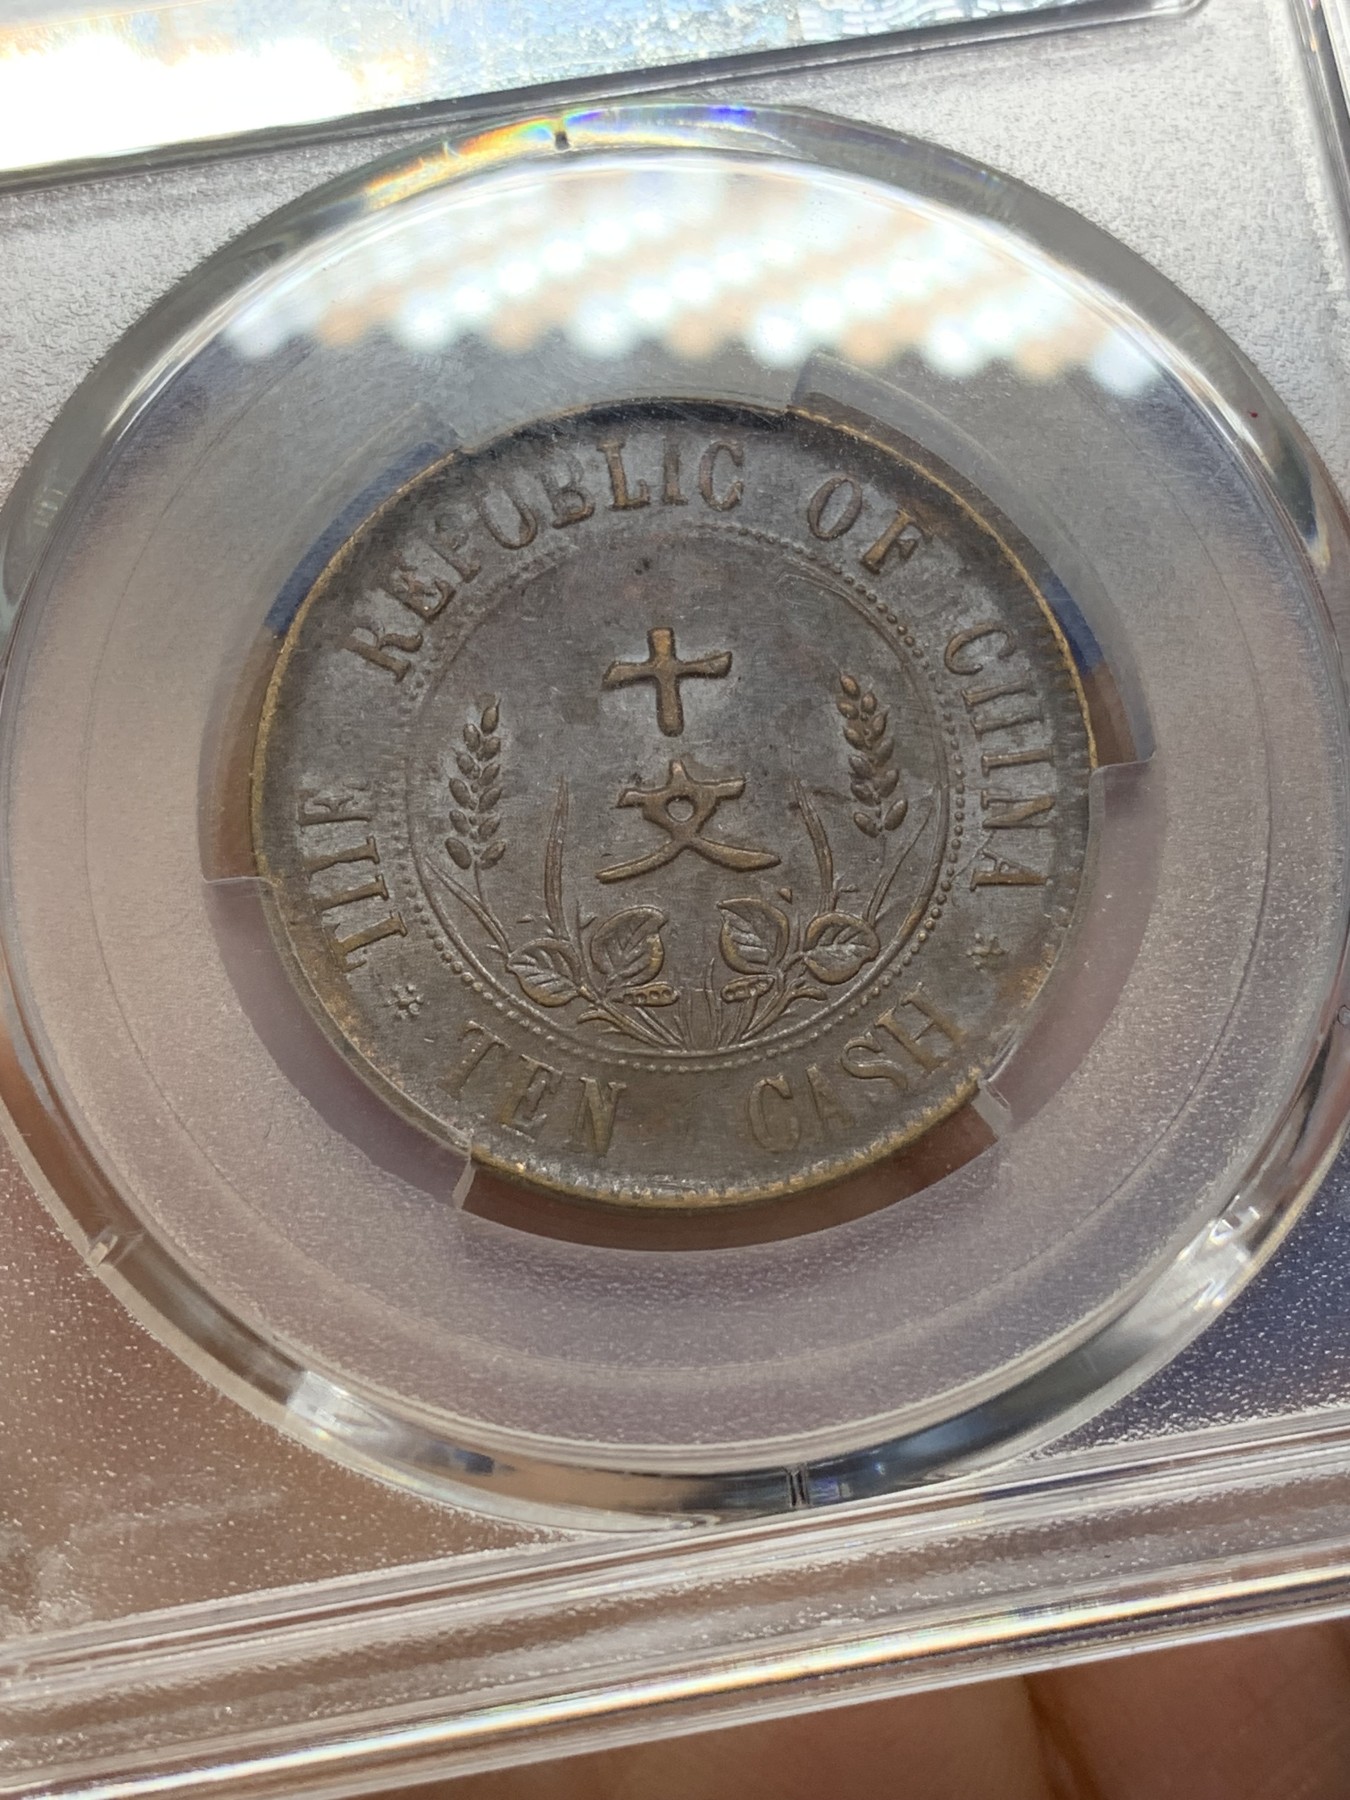 THE REPUBLIC OF CHINA
十
文
TEN CASH